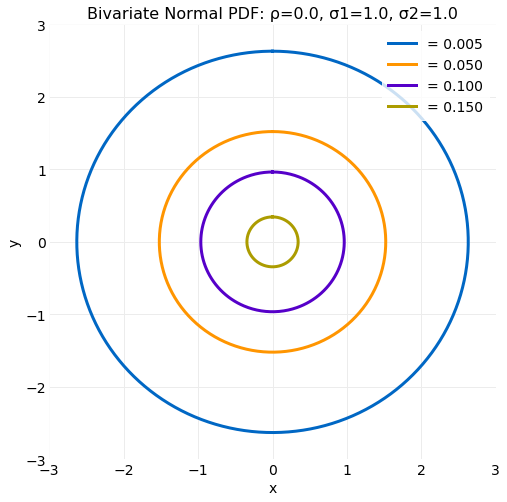 Bivariate Normal PDF: ρ=0.0, σ1=1.0, σ2=1.0
= 0.005
= 0.050
= 0.100
= 0.150
3
2
1
0
−1
−2
−3
y
−3 −2 −1 0 1 2 3
x